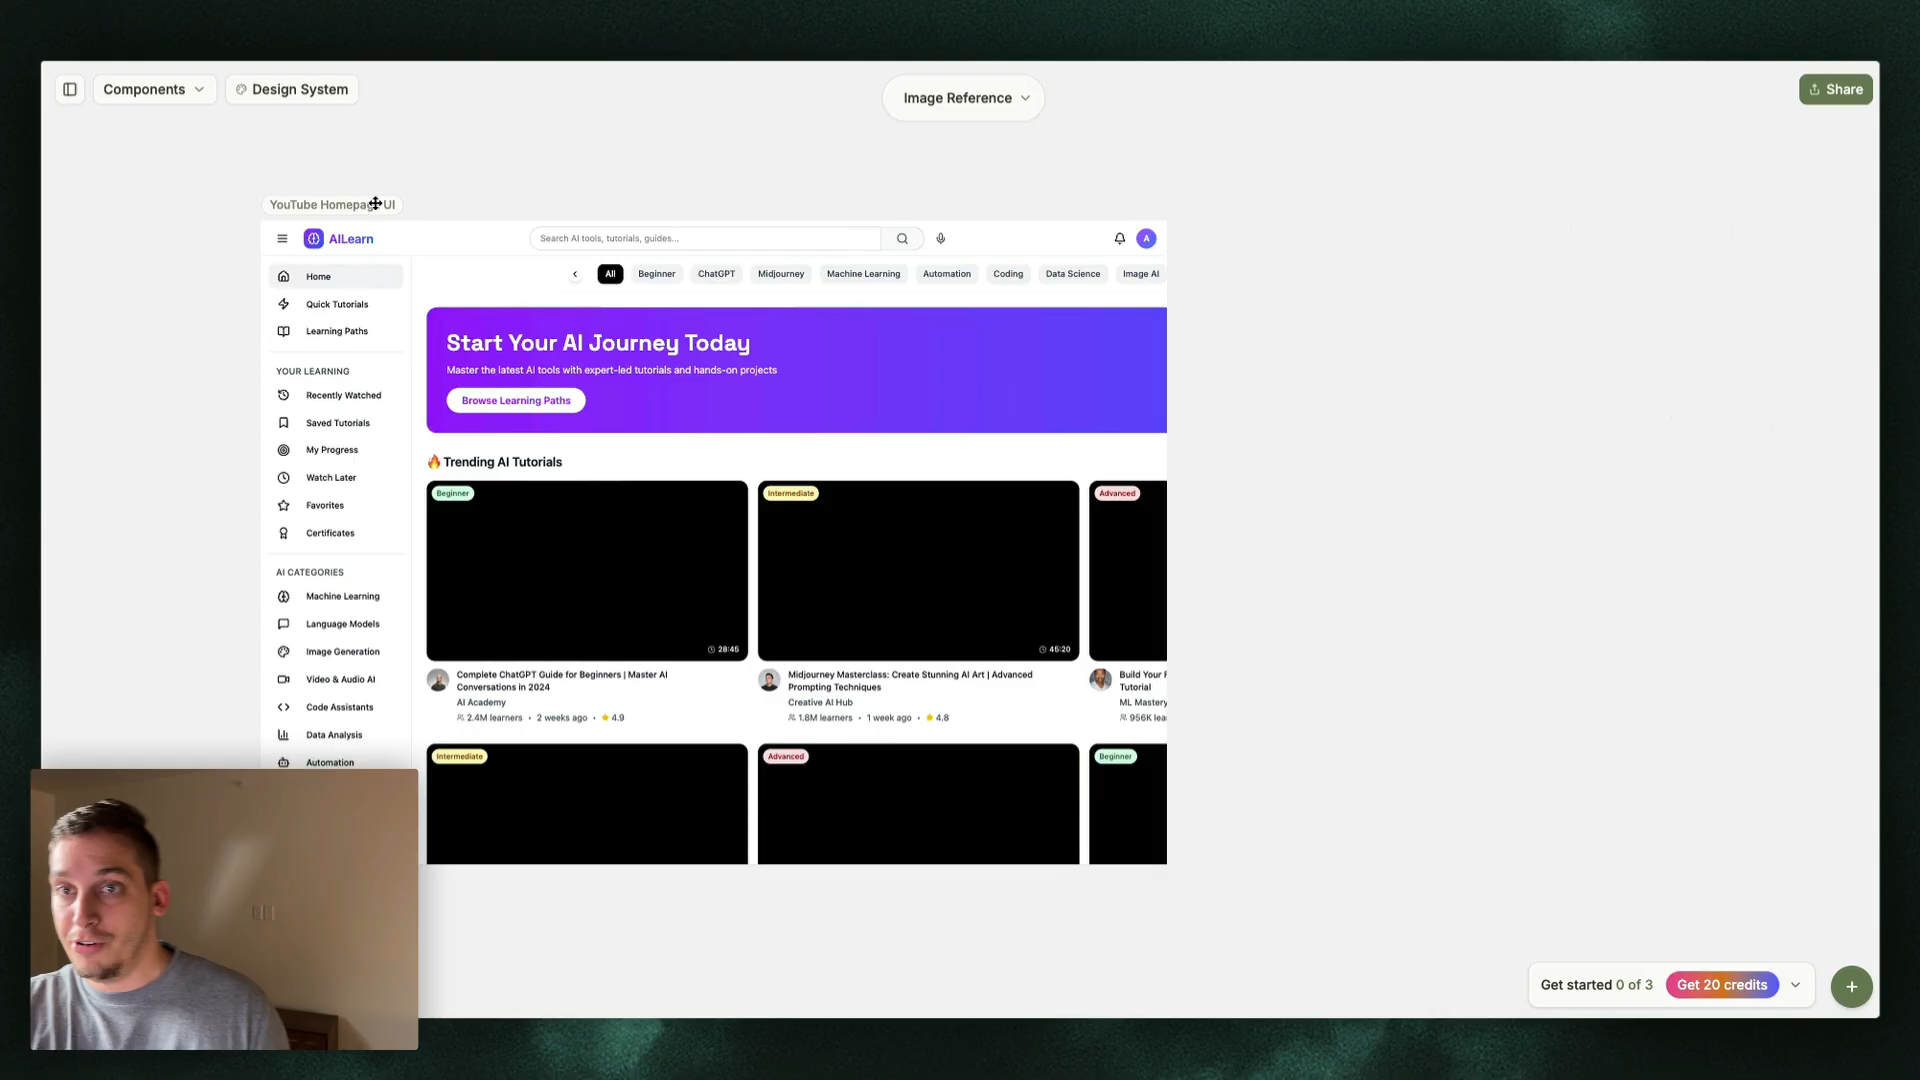 Components
Design System
Image Reference
Share
YouTube Homepage UI
AILearn
Search AI tools, tutorials, guides...
A
Home
Quick Tutorials
Learning Paths
YOUR LEARNING
Recently Watched
Saved Tutorials
My Progress
Watch Later
Favorites
Certificates
AI CATEGORIES
Machine Learning
Language Models
Image Generation
Video & Audio AI
Code Assistants
Data Analysis
Automation
All Beginner ChatGPT Midjourney Machine Learning Automation Coding Data Science Image AI
Start Your AI Journey Today
Master the latest AI tools with expert-led tutorials and hands-on projects
Browse Learning Paths
🔥 Trending AI Tutorials
Beginner
28:45
Complete ChatGPT Guide for Beginners | Master AI
Conversations in 2024
AI Academy
2.4M learners • 2 weeks ago • ★ 4.9
Intermediate
45:20
Midjourney Masterclass: Create Stunning AI Art | Advanced
Prompting Techniques
Creative AI Hub
1.8M learners • 1 week ago • ★ 4.8
Advanced
Build Your
Tutorial
ML Mastery
956K
Intermediate
Advanced
Beginner
Get started 0 of 3
Get 20 credits